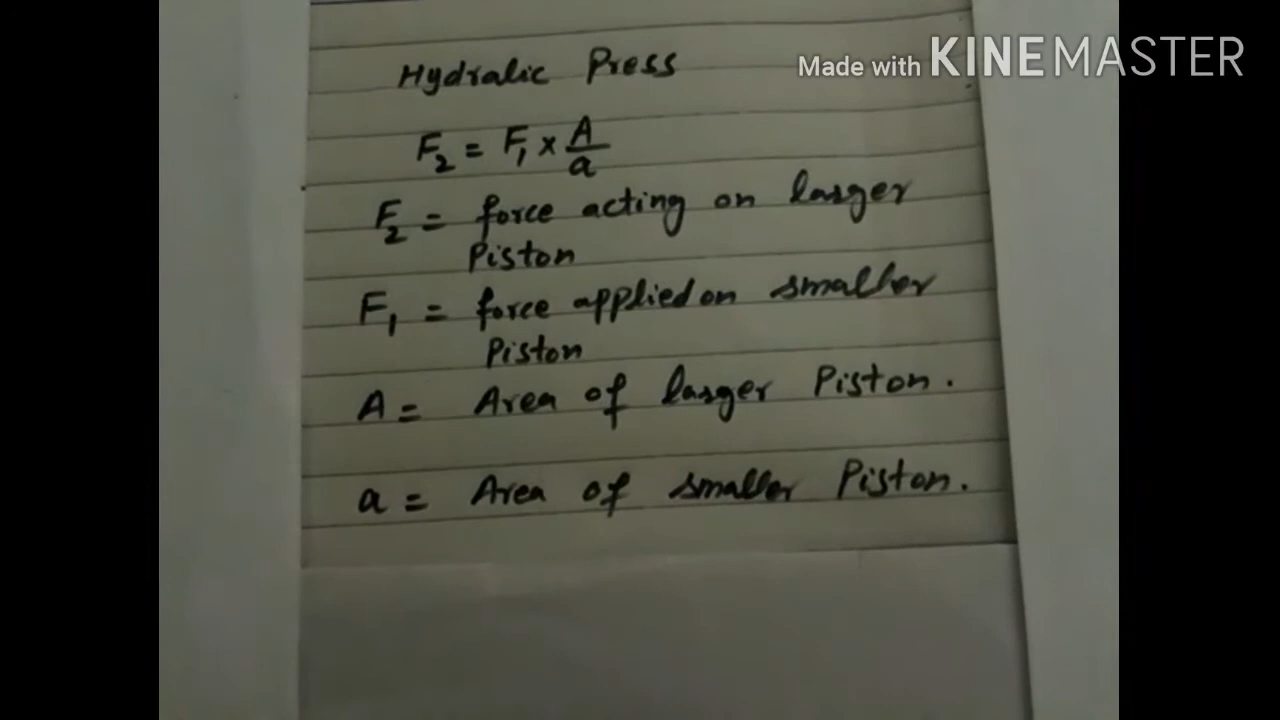 Made with KINEMASTER
Hydralic Press
F₂ = F₁ × A/a
F₂ = force acting on larger
Piston
F₁ = force applied on smaller
Piston
A = Area of larger Piston.
a = Area of smaller Piston.